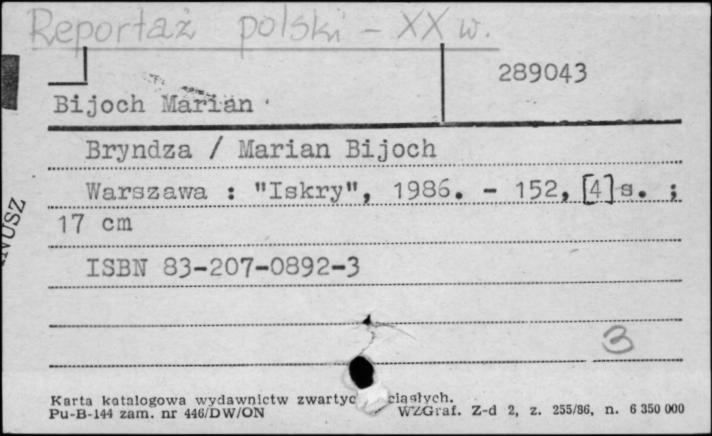 Reportaż polski - XX w.
289043
Bijoch Marian
Bryndza / Marian Bijoch
Warszawa : "Iskry", 1986. - 152, [4] s. ;
17 cm
ISBN 83-207-0892-3
3
Karta katalogowa wydawnictw zwartyc ciągłych.
Pu-B-144 zam. nr 446/DW/ON WZGraf. Z-d 2, z. 255/86, n. 6 350 000